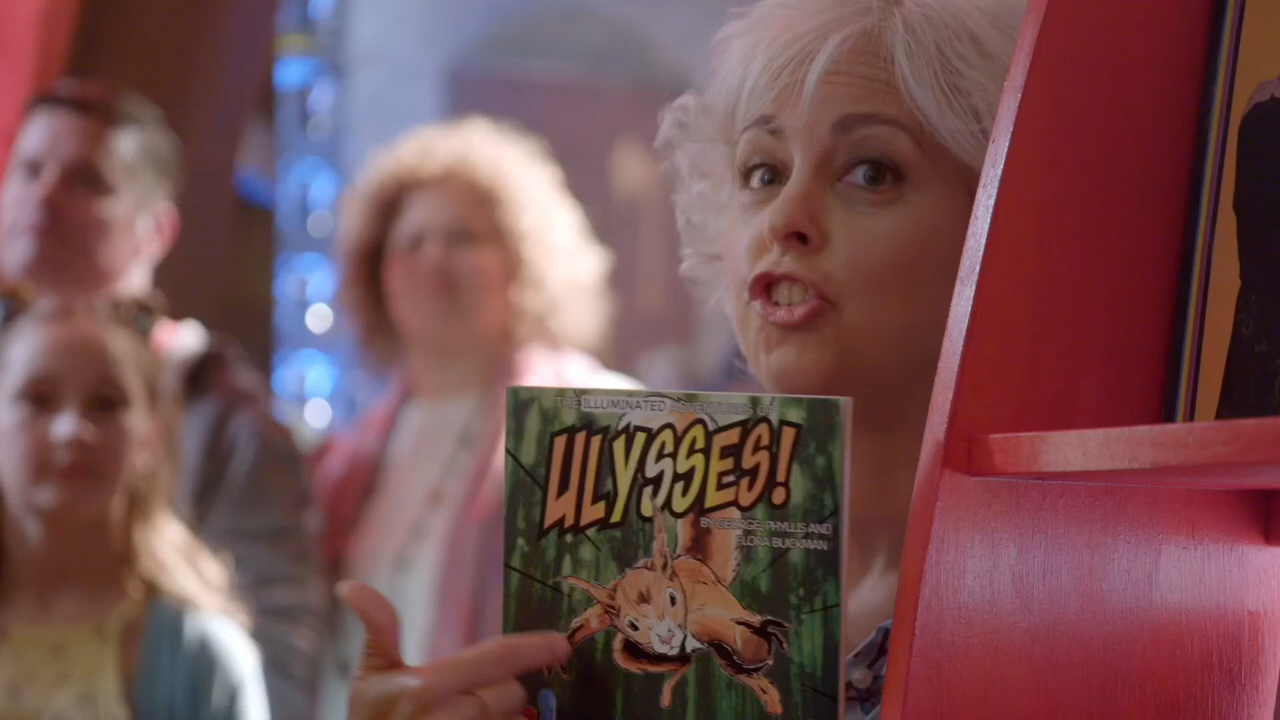 THE ILLUMINATED ADVENTURES OF
ULYSSES!
BY GEORGE, PHYLLIS AND
FLORA BUCKMAN